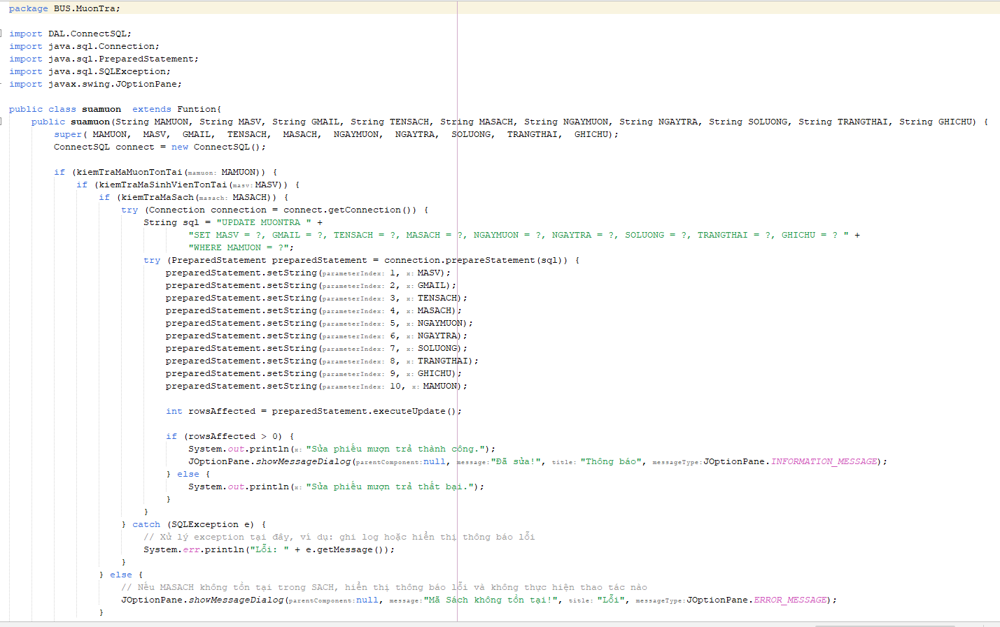 package BUS.MuonTra;
import DAL.ConnectSQL;
import java.sql.Connection;
import java.sql.PreparedStatement;
import java.sql.SQLException;
import javax.swing.JOptionPane;
public class suamuon  extends Funtion{
public suamuon(String MAMUON, String MASV, String GMAIL, String TENSACH, String MASACH, String NGAYMUON, String NGAYTRA, String SOLUONG, String TRANGTHAI, String GHICHU) {
super( MAMUON,  MASV,  GMAIL,  TENSACH,  MASACH,  NGAYMUON,  NGAYTRA,  SOLUONG,  TRANGTHAI,  GHICHU);
ConnectSQL connect = new ConnectSQL();
if (kiemTraMaMuonTonTai(mamuon: MAMUON)) {
if (kiemTraMaSinhVienTonTai(masv: MASV)) {
if (kiemTraMaSach(masach: MASACH)) {
try (Connection connection = connect.getConnection()) {
String sql = "UPDATE MUONTRA " +
"SET MASV = ?, GMAIL = ?, TENSACH = ?, MASACH = ?, NGAYMUON = ?, NGAYTRA = ?, SOLUONG = ?, TRANGTHAI = ?, GHICHU = ? " +
"WHERE MAMUON = ?";
try (PreparedStatement preparedStatement = connection.prepareStatement(sql)) {
preparedStatement.setString(parameterIndex: 1, x: MASV);
preparedStatement.setString(parameterIndex: 2, x: GMAIL);
preparedStatement.setString(parameterIndex: 3, x: TENSACH);
preparedStatement.setString(parameterIndex: 4, x: MASACH);
preparedStatement.setString(parameterIndex: 5, x: NGAYMUON);
preparedStatement.setString(parameterIndex: 6, x: NGAYTRA);
preparedStatement.setString(parameterIndex: 7, x: SOLUONG);
preparedStatement.setString(parameterIndex: 8, x: TRANGTHAI);
preparedStatement.setString(parameterIndex: 9, x: GHICHU);
preparedStatement.setString(parameterIndex: 10, x: MAMUON);
int rowsAffected = preparedStatement.executeUpdate();
if (rowsAffected > 0) {
System.out.println(x: "Sửa phiếu mượn trả thành công.");
JOptionPane.showMessageDialog(parentComponent: null, message: "Đã sửa!", title: "Thông báo", messageType: JOptionPane.INFORMATION_MESSAGE);
} else {
System.out.println(x: "Sửa phiếu mượn trả thất bại.");
}
}
} catch (SQLException e) {
// Xử lý exception tại đây, ví dụ: ghi log hoặc hiển thị thông báo lỗi
System.err.println("Lỗi: " + e.getMessage());
}
} else {
// Nếu MASACH không tồn tại trong SACH, hiển thị thông báo lỗi và không thực hiện thao tác nào
JOptionPane.showMessageDialog(parentComponent: null, message: "Mã Sách không tồn tại!", title: "Lỗi", messageType: JOptionPane.ERROR_MESSAGE);
}